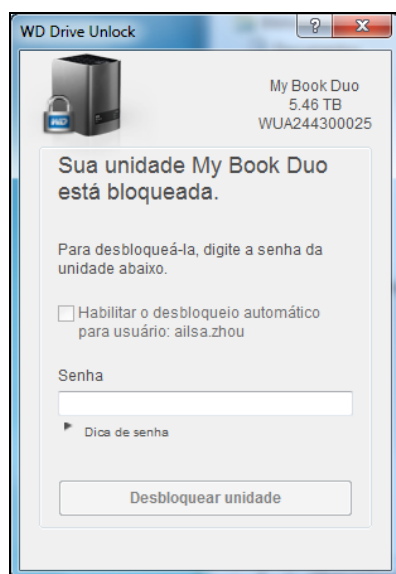 WD Drive Unlock
My Book Duo
5.46 TB
WUA244300025
WD
Sua unidade My Book Duo
está bloqueada.
Para desbloqueá-la, digite a senha da
unidade abaixo.
Habilitar o desbloqueio automático
para usuário: ailsa.zhou
Senha
Dica de senha
Desbloquear unidade